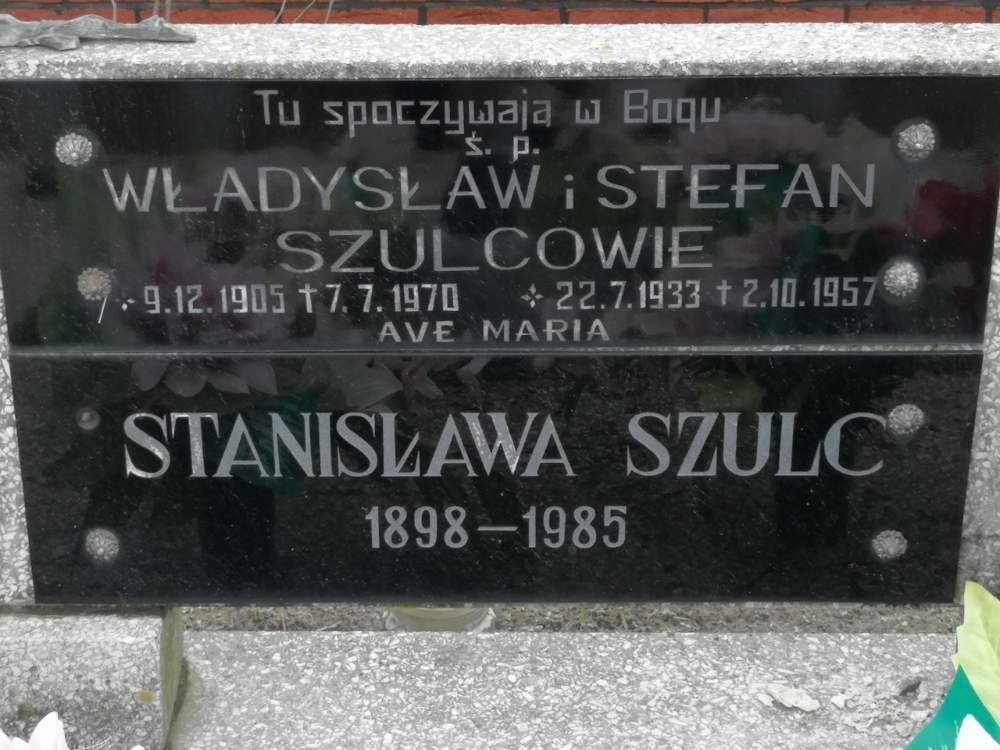 Tu spoczywają w Bogu
ś. p.
WŁADYSŁAW i STEFAN
SZULCOWIE
9.12.1905 † 7.7.1970 22.7.1933 † 2.10.1957
AVE MARIA
STANISŁAWA SZULC
1898 – 1985